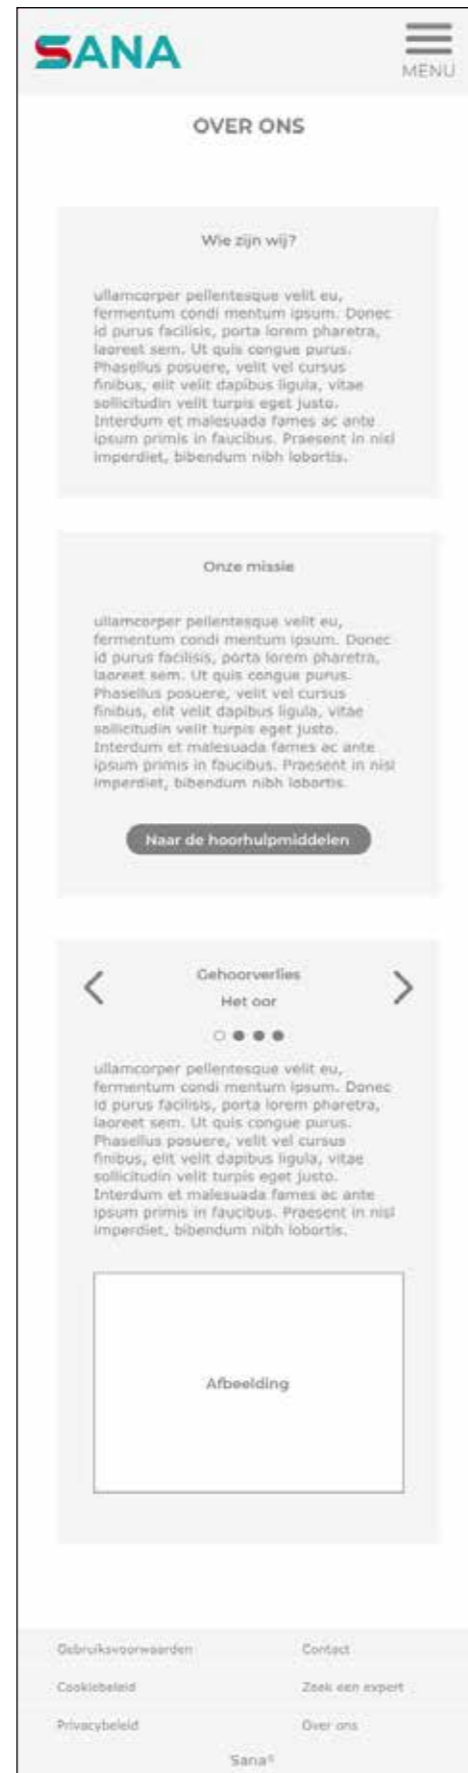 SANA
MENU
OVER ONS
Wie zijn wij?
ullamcorper pellentesque velit eu,
fermentum condi mentum ipsum. Donec
id purus facilisis, porta lorem pharetra,
laoreet sem. Ut quis congue purus.
Phasellus posuere, velit vel cursus
finibus, elit velit dapibus ligula, vitae
sollicitudin velit turpis eget justo.
Interdum et malesuada fames ac ante
ipsum primis in faucibus. Praesent in nisl
imperdiet, bibendum nibh lobortis.
Onze missie
ullamcorper pellentesque velit eu,
fermentum condi mentum ipsum. Donec
id purus facilisis, porta lorem pharetra,
laoreet sem. Ut quis congue purus.
Phasellus posuere, velit vel cursus
finibus, elit velit dapibus ligula, vitae
sollicitudin velit turpis eget justo.
Interdum et malesuada fames ac ante
ipsum primis in faucibus. Praesent in nisl
imperdiet, bibendum nibh lobortis.
Naar de hoorhulpmiddelen
Gehoorverlies
Het oor
ullamcorper pellentesque velit eu,
fermentum condi mentum ipsum. Donec
id purus facilisis, porta lorem pharetra,
laoreet sem. Ut quis congue purus.
Phasellus posuere, velit vel cursus
finibus, elit velit dapibus ligula, vitae
sollicitudin velit turpis eget justo.
Interdum et malesuada fames ac ante
ipsum primis in faucibus. Praesent in nisl
imperdiet, bibendum nibh lobortis.
Afbeelding
Gebruiksvoorwaarden Contact
Cookiebeleid Zoek een expert
Privacybeleid Over ons
Sana®